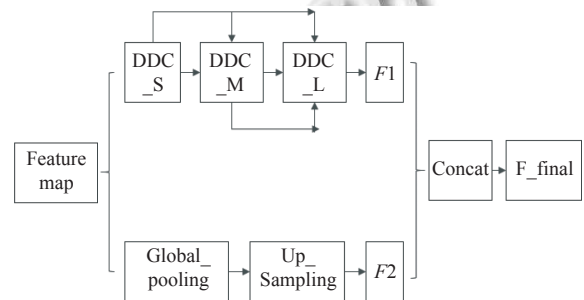 DDC
_S
DDC
_M
DDC
_L
F1
Feature
map
Concat
F_final
Global_
pooling
Up_
Sampling
F2